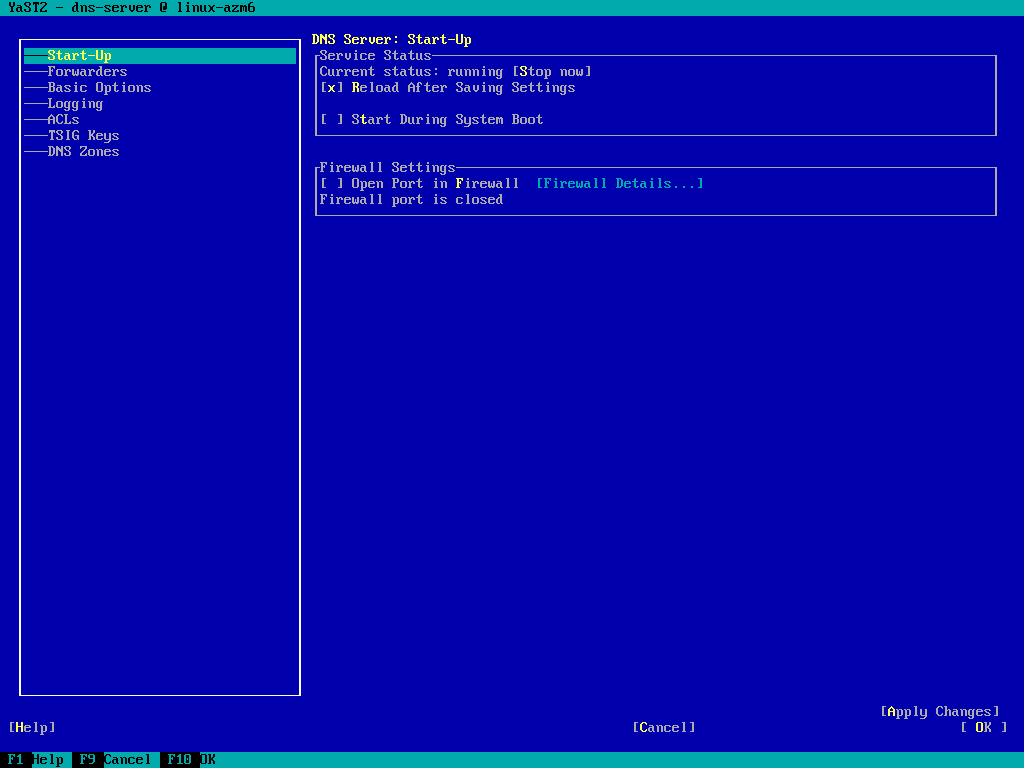 YaST2 - dns-server @ linux-azm6
DNS Server: Start-Up
Start-Up
Forwarders
Basic Options
Logging
ACLs
TSIG Keys
DNS Zones
Service Status
Current status: running [Stop now]
[x] Reload After Saving Settings
[ ] Start During System Boot
Firewall Settings
[ ] Open Port in Firewall [Firewall Details...]
Firewall port is closed
[Apply Changes]
[Help] [Cancel] [ OK ]
F1 Help F9 Cancel F10 OK